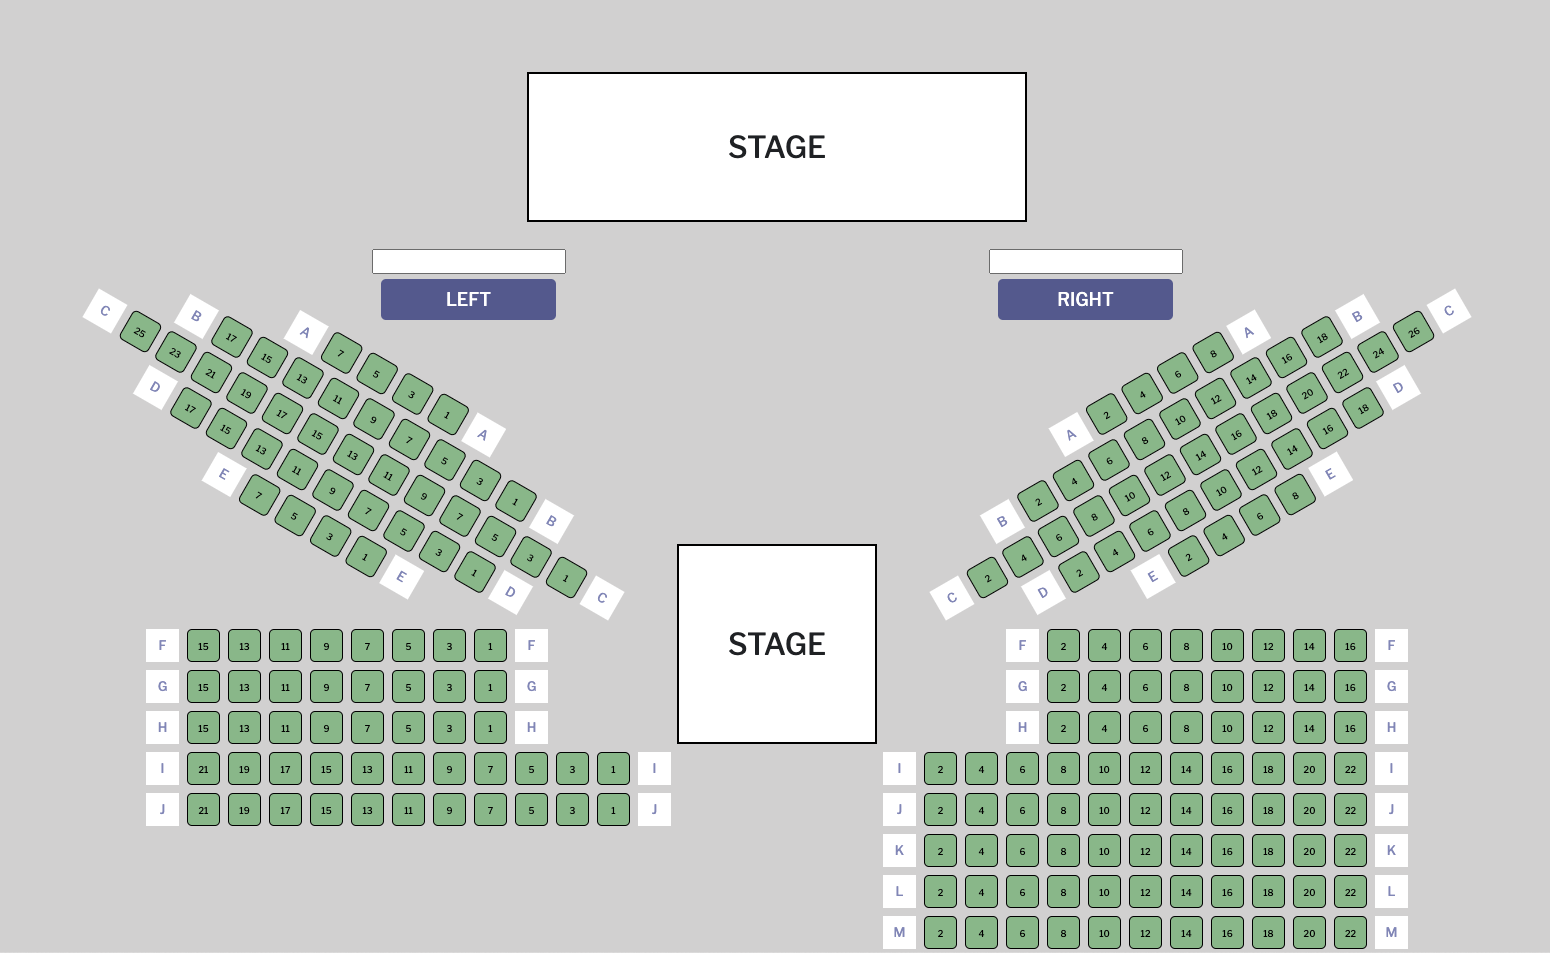 STAGE
LEFT
RIGHT
A 7 5 3 1 A
B 17 15 13 11 9 7 5 3 1 B
C 25 23 21 19 17 15 13 11 9 7 5 3 1 C
D 17 15 13 11 9 7 5 3 1 D
E 7 5 3 1 E
A 2 4 6 8 A
B 2 4 6 8 10 12 14 16 18 B
C 2 4 6 8 10 12 14 16 18 20 22 24 26 C
D 2 4 6 8 10 12 14 16 18 D
E 2 4 6 8 E
STAGE
F 15 13 11 9 7 5 3 1 F
G 15 13 11 9 7 5 3 1 G
H 15 13 11 9 7 5 3 1 H
I 21 19 17 15 13 11 9 7 5 3 1 I
J 21 19 17 15 13 11 9 7 5 3 1 J
F 2 4 6 8 10 12 14 16 F
G 2 4 6 8 10 12 14 16 G
H 2 4 6 8 10 12 14 16 H
I 2 4 6 8 10 12 14 16 18 20 22 I
J 2 4 6 8 10 12 14 16 18 20 22 J
K 2 4 6 8 10 12 14 16 18 20 22 K
L 2 4 6 8 10 12 14 16 18 20 22 L
M 2 4 6 8 10 12 14 16 18 20 22 M